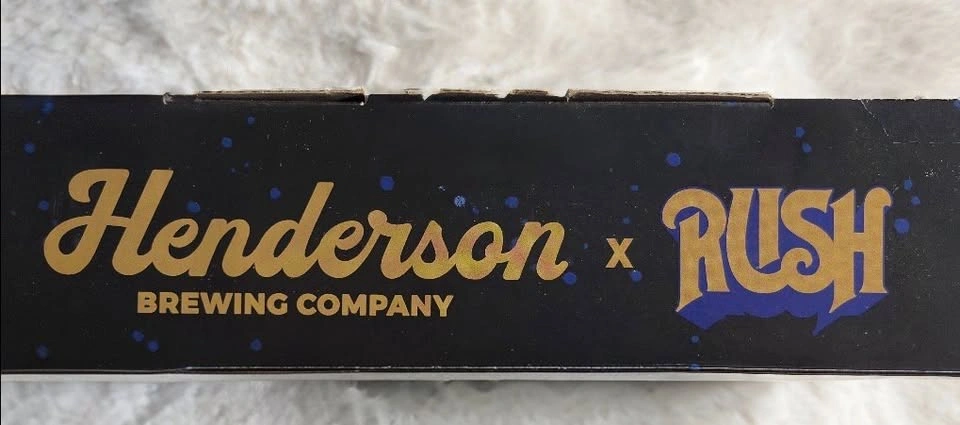 Henderson x RUSH
BREWING COMPANY